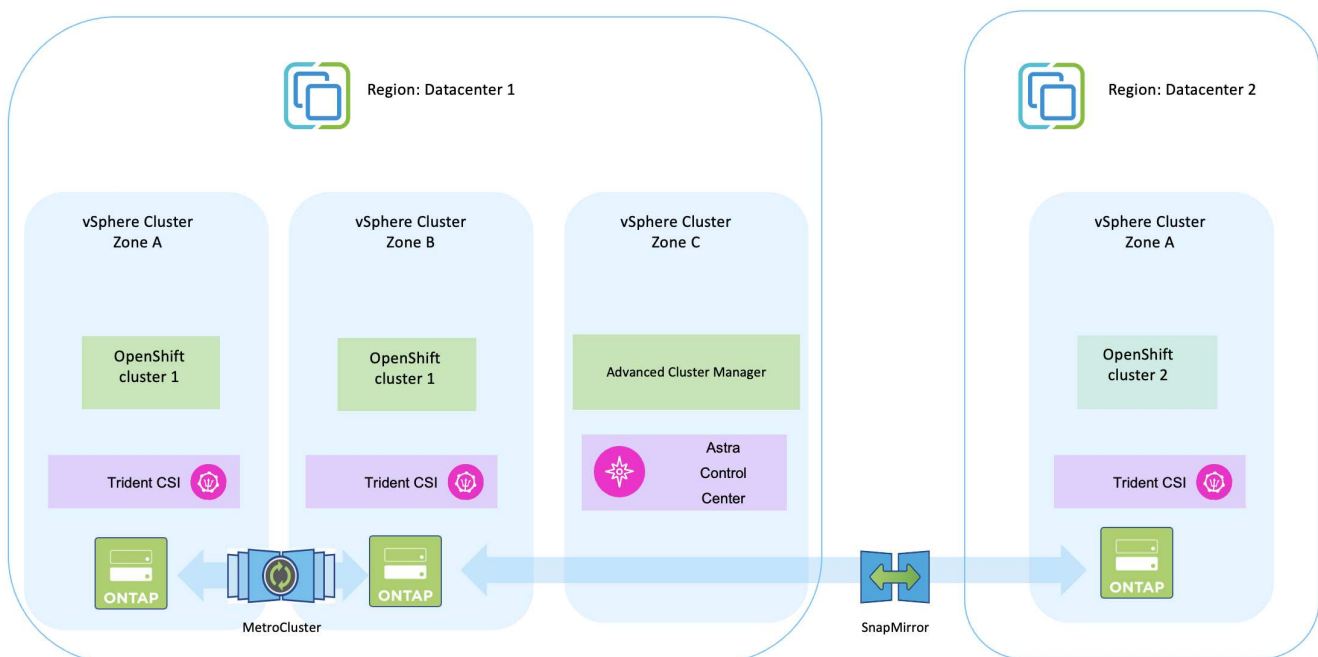 Region: Datacenter 1
Region: Datacenter 2
vSphere Cluster
Zone A
vSphere Cluster
Zone B
vSphere Cluster
Zone C
vSphere Cluster
Zone A
OpenShift
cluster 1
OpenShift
cluster 1
Advanced Cluster Manager
OpenShift
cluster 2
Trident CSI
Trident CSI
Astra
Control
Center
Trident CSI
ONTAP
ONTAP
ONTAP
MetroCluster
SnapMirror